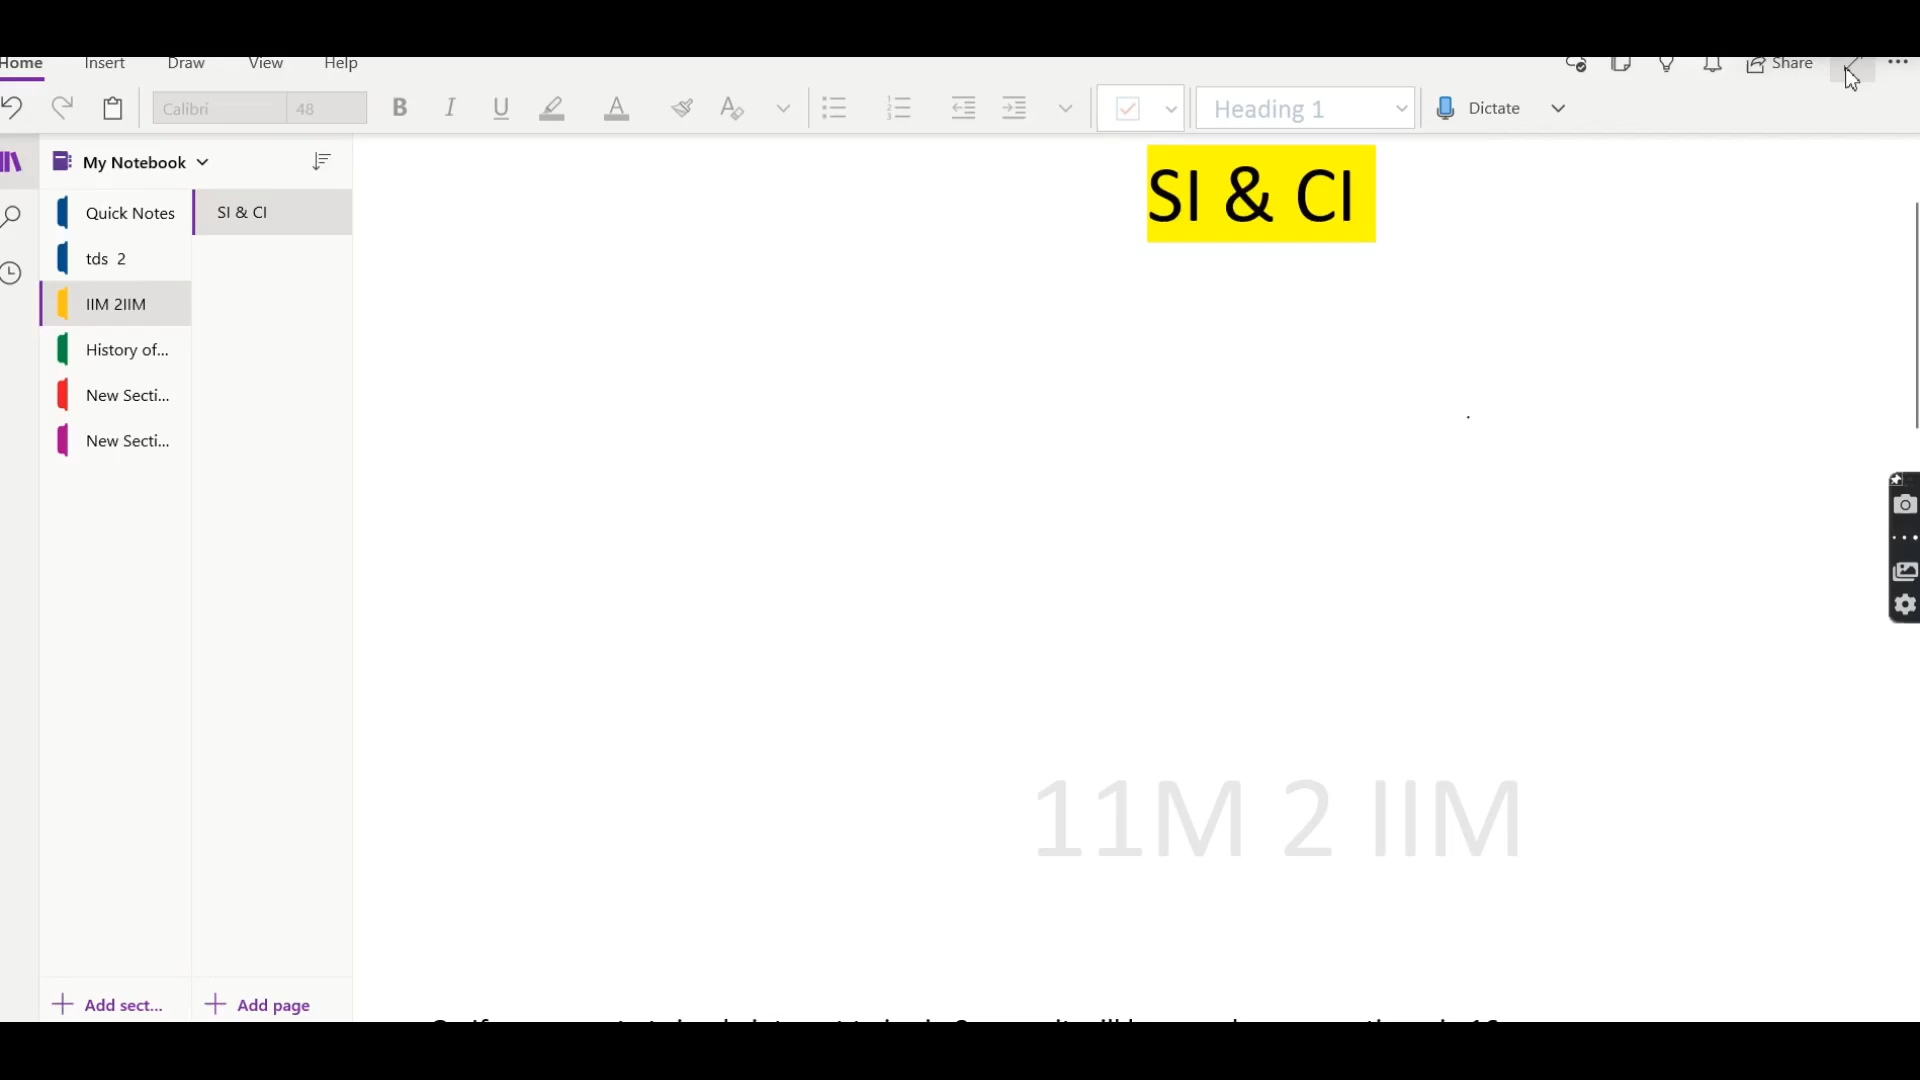 Home Insert Draw View Help Share
Calibri 48 B I U A A Heading 1 Dictate
My Notebook
Quick Notes SI & CI
tds 2
IIM 2IIM
History of...
New Secti...
New Secti...
SI & CI
11M 2 IIM
Add sect... Add page